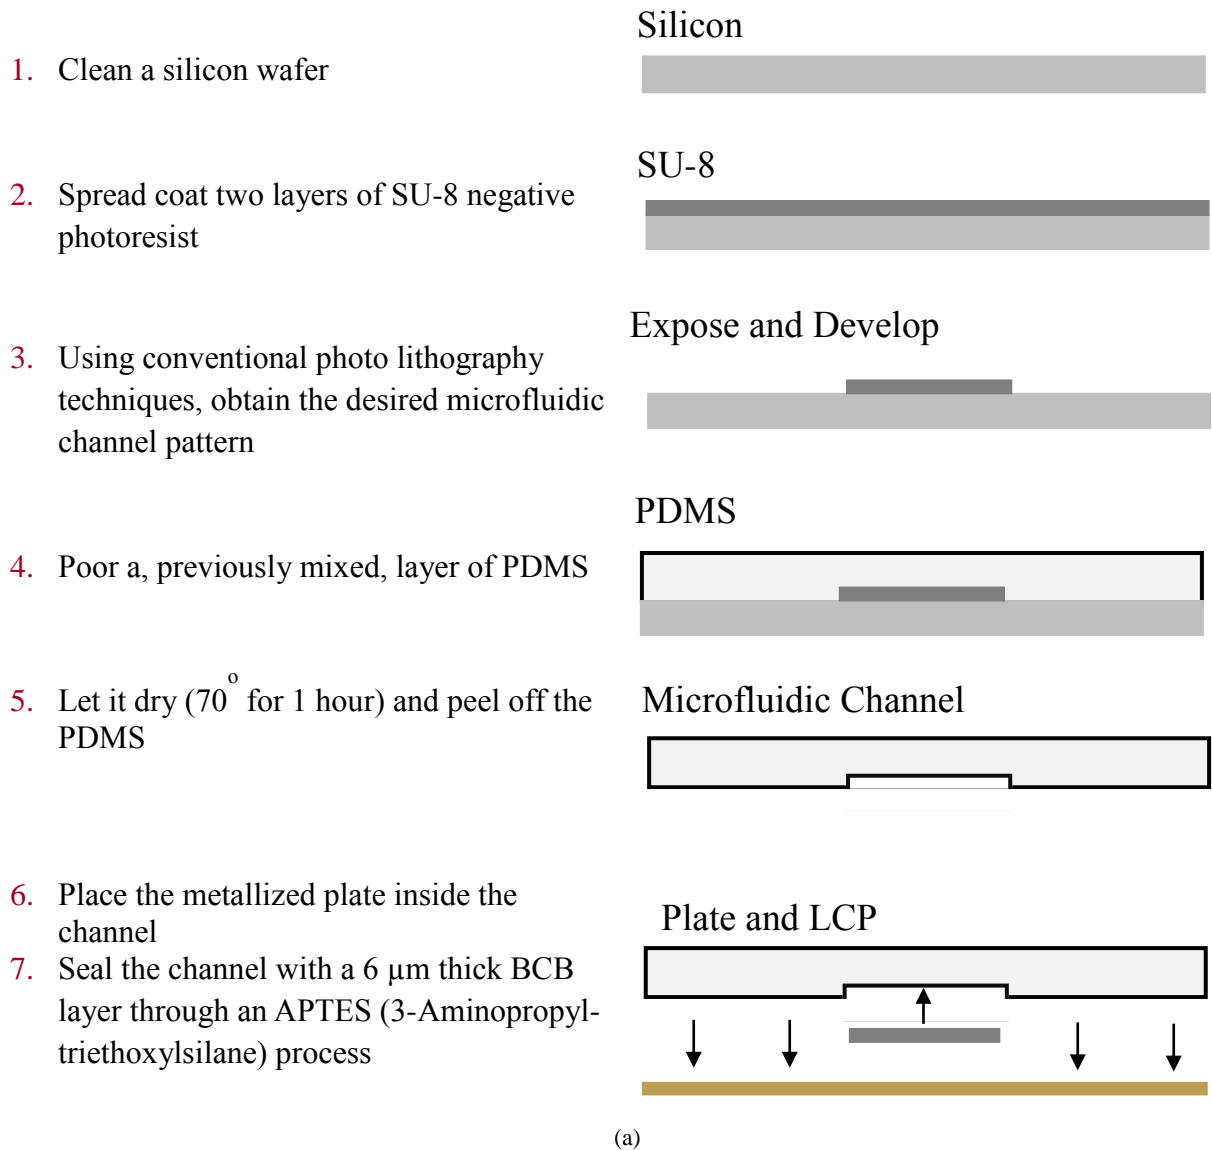 Silicon
1. Clean a silicon wafer
SU-8
2. Spread coat two layers of SU-8 negative
photoresist
Expose and Develop
3. Using conventional photo lithography
techniques, obtain the desired microfluidic
channel pattern
PDMS
4. Poor a, previously mixed, layer of PDMS
5. Let it dry (70° for 1 hour) and peel off the
PDMS
Microfluidic Channel
6. Place the metallized plate inside the
channel
Plate and LCP
7. Seal the channel with a 6 µm thick BCB
layer through an APTES (3-Aminopropyl-
triethoxylsilane) process
(a)